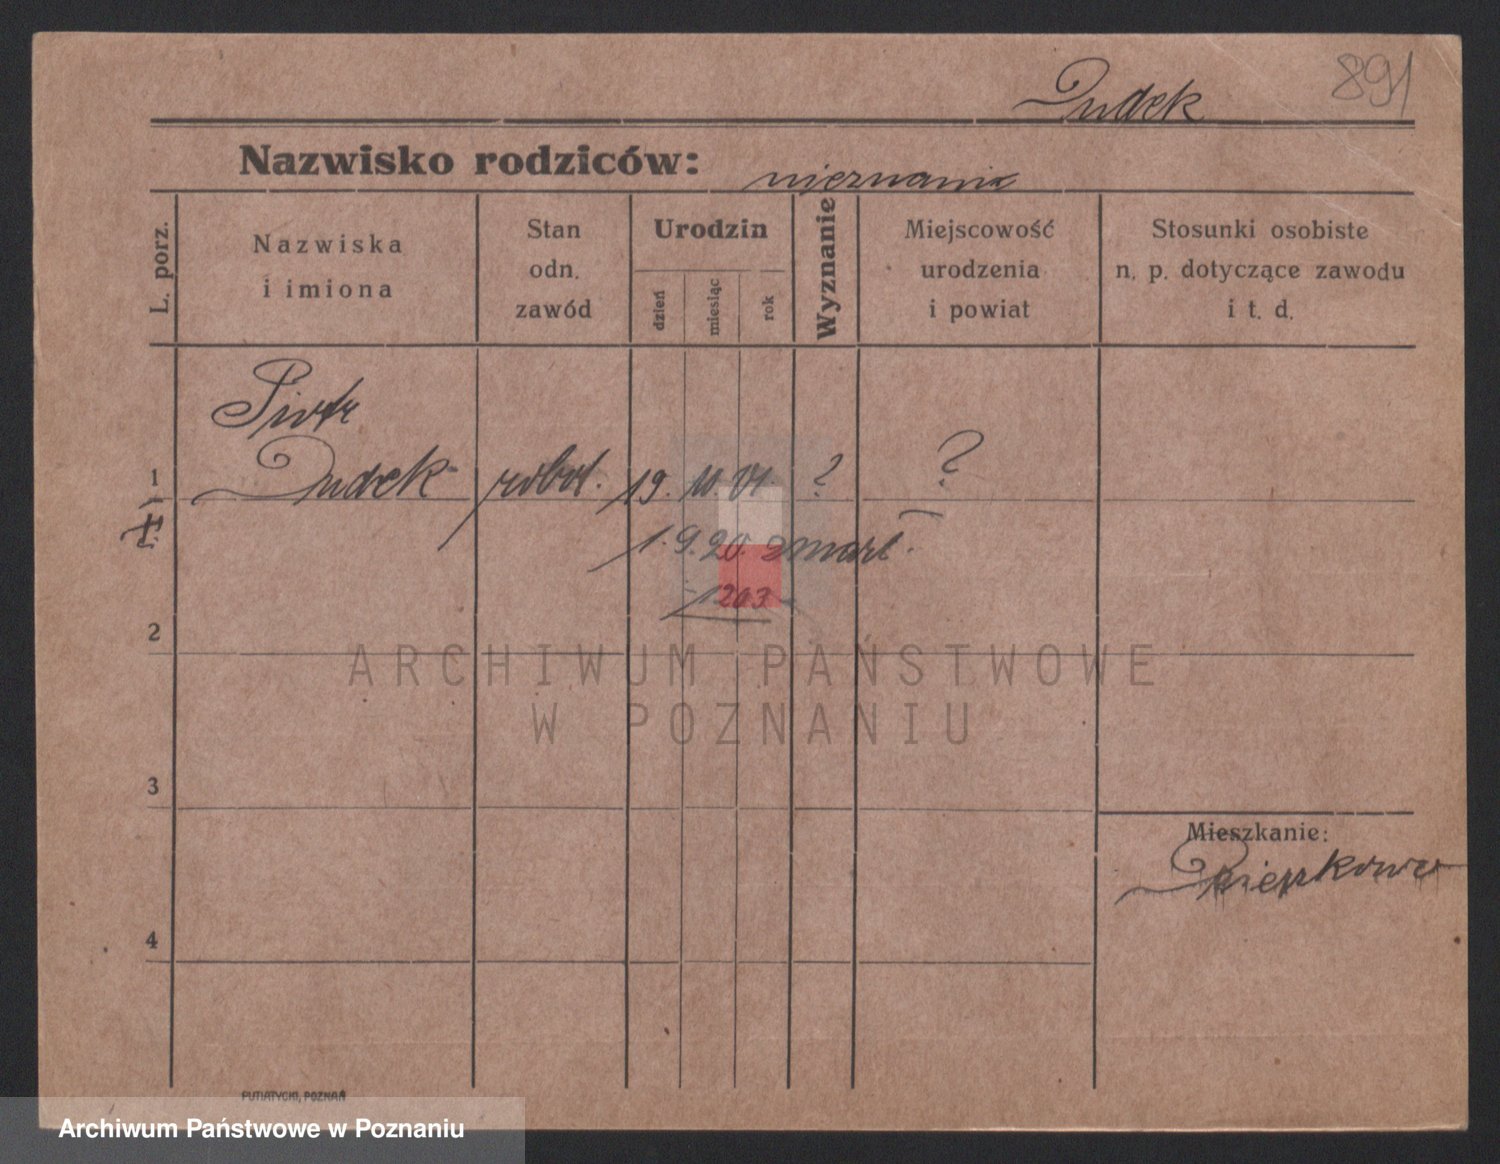 Dudek
891
Nazwisko rodziców: nieznani
L. porz.
Nazwiska
i imiona
Stan
odn.
zawód
Urodzin
dzień
miesiąc
rok
Wyznanie
Miejscowość
urodzenia
i powiat
Stosunki osobiste
n. p. dotyczące zawodu
i t. d.
Piotr
1 Dudek robot. 19. 10. 01. ? ?
1. 9. 20. zmarł.
1203
2
ARCHIWUM PAŃSTWOWE
W POZNANIU
3
Mieszkanie:
4
PUTIATYCKI, POZNAŃ
Archiwum Państwowe w Poznaniu